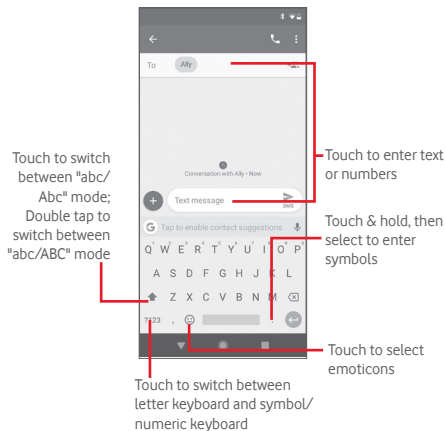 To
Ally
Conversation with Ally • Now
Text message
SMS
G Tap to enable contact suggestions.
Q W E R T Y U I O P
A S D F G H J K L
Z X C V B N M
?123 , .
Touch to switch
between "abc/
Abc" mode;
Double tap to
switch between
"abc/ABC" mode
Touch to enter text
or numbers
Touch & hold, then
select to enter
symbols
Touch to select
emoticons
Touch to switch between
letter keyboard and symbol/
numeric keyboard